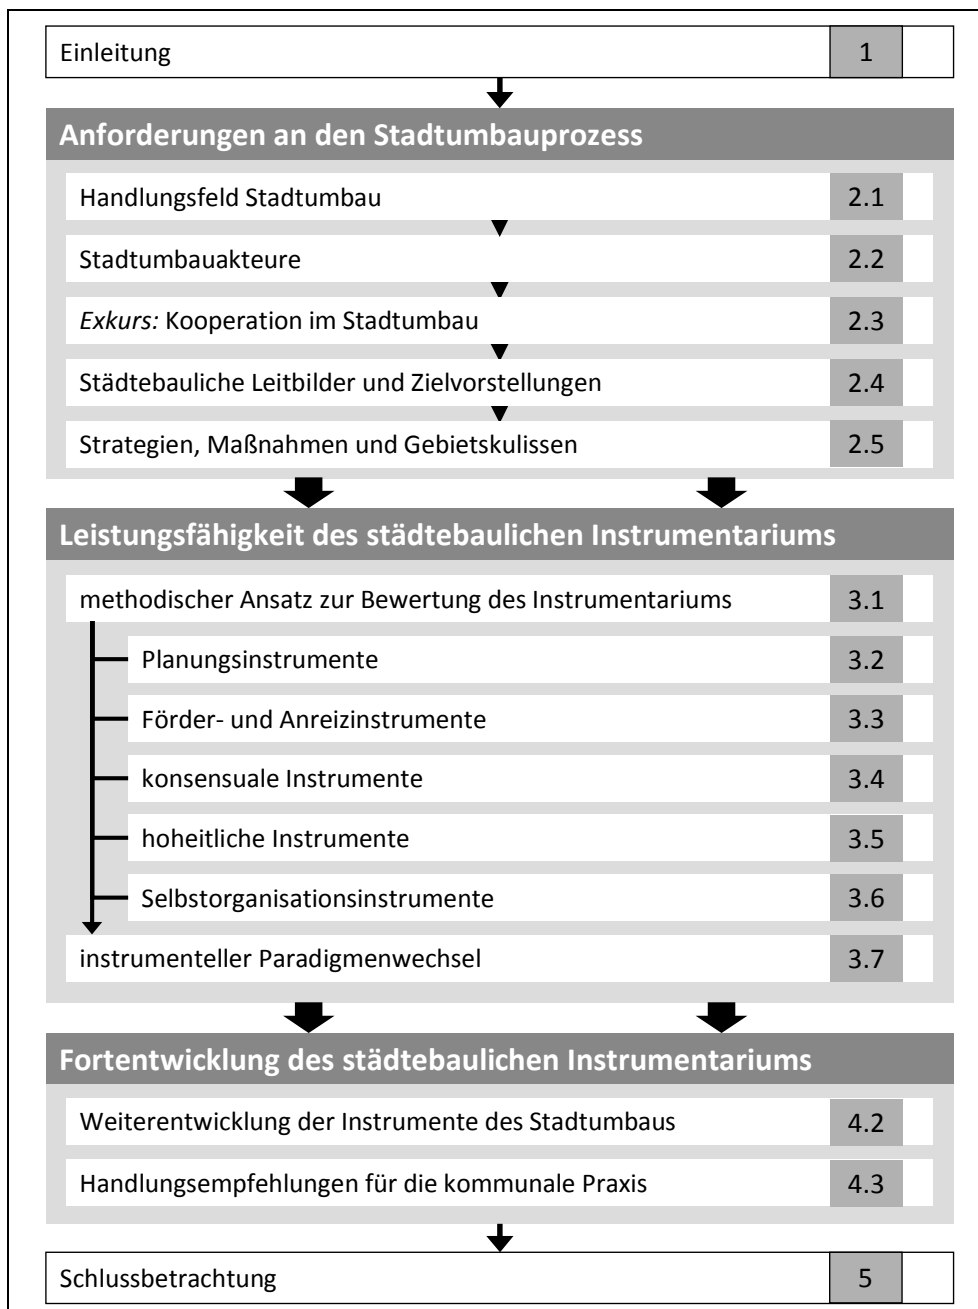 Einleitung 1
Anforderungen an den Stadtumbauprozess
Handlungsfeld Stadtumbau 2.1
Stadtumbauakteure 2.2
Exkurs: Kooperation im Stadtumbau 2.3
Städtebauliche Leitbilder und Zielvorstellungen 2.4
Strategien, Maßnahmen und Gebietskulissen 2.5
Leistungsfähigkeit des städtebaulichen Instrumentariums
methodischer Ansatz zur Bewertung des Instrumentariums 3.1
Planungsinstrumente 3.2
Förder- und Anreizinstrumente 3.3
konsensuale Instrumente 3.4
hoheitliche Instrumente 3.5
Selbstorganisationsinstrumente 3.6
instrumenteller Paradigmenwechsel 3.7
Fortentwicklung des städtebaulichen Instrumentariums
Weiterentwicklung der Instrumente des Stadtumbaus 4.2
Handlungsempfehlungen für die kommunale Praxis 4.3
Schlussbetrachtung 5